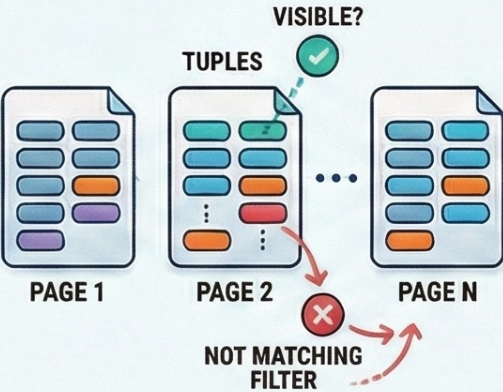 VISIBLE?
TUPLES
PAGE 1
PAGE 2
PAGE N
NOT MATCHING
FILTER